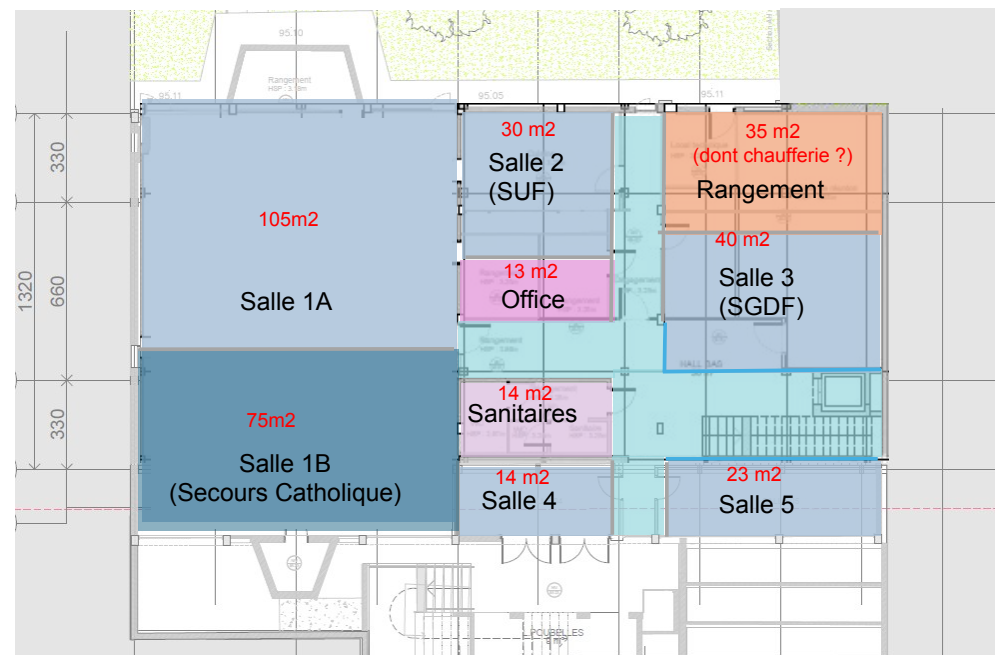 95.10
Rangement
95.11
95.05
95.11
330
660
330
1320
105m2
Salle 1A
30 m2
Salle 2
(SUF)
35 m2
(dont chaufferie ?)
Rangement
13 m2
Office
40 m2
Salle 3
(SGDF)
HALL SAS
75m2
Salle 1B
(Secours Catholique)
14 m2
Sanitaires
14 m2
Salle 4
23 m2
Salle 5
POUBELLES